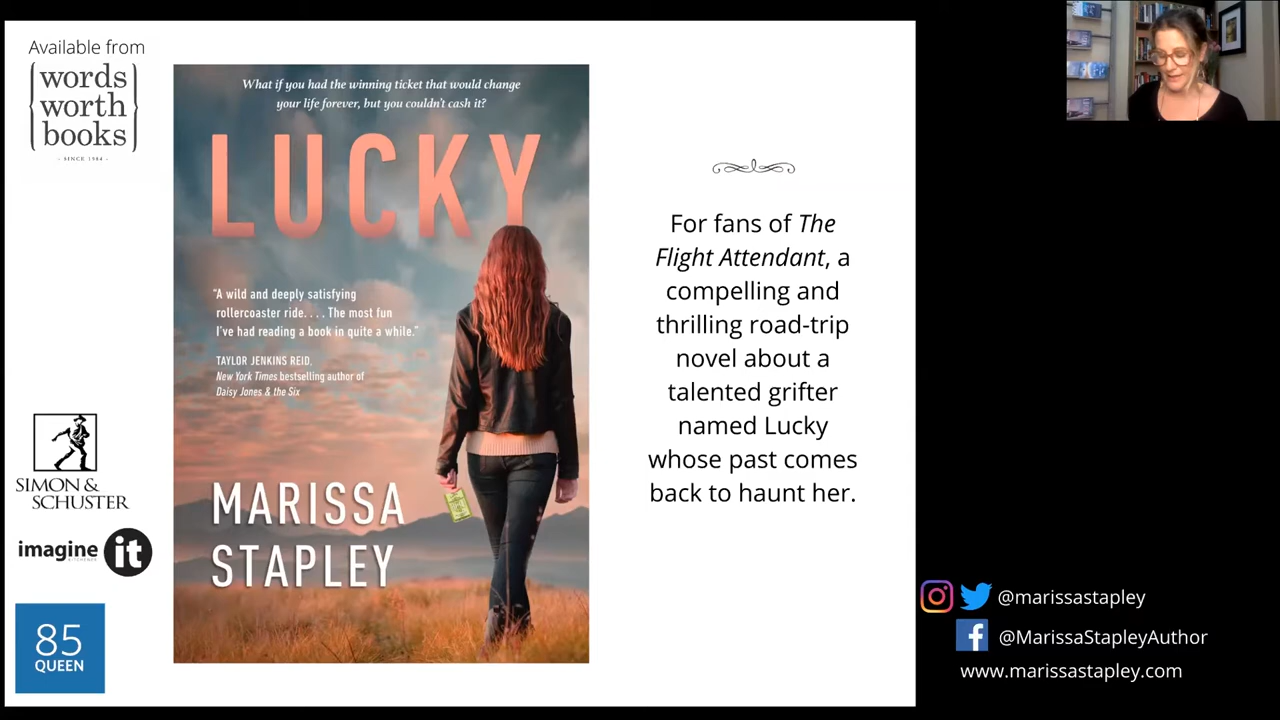 Available from
words
worth
books
- SINCE 1984 -
What if you had the winning ticket that would change
your life forever, but you couldn't cash it?
LUCKY
"A wild and deeply satisfying
rollercoaster ride. . . . The most fun
I've had reading a book in quite a while."
TAYLOR JENKINS REID,
New York Times bestselling author of
Daisy Jones & the Six
MARISSA
STAPLEY
SIMON &
SCHUSTER
imagine it
85
QUEEN
For fans of The
Flight Attendant, a
compelling and
thrilling road-trip
novel about a
talented grifter
named Lucky
whose past comes
back to haunt her.
@marissastapley
@MarissaStapleyAuthor
www.marissastapley.com